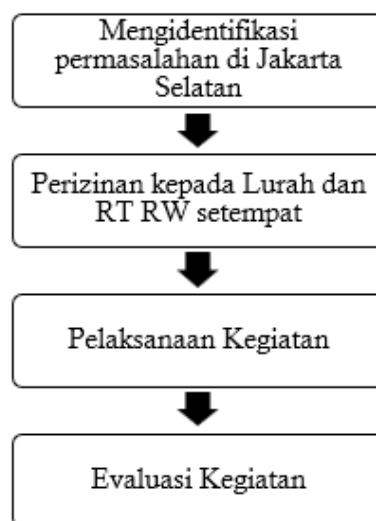 Mengidentifikasi
permasalahan di Jakarta
Selatan
Perizinan kepada Lurah dan
RT RW setempat
Pelaksanaan Kegiatan
Evaluasi Kegiatan